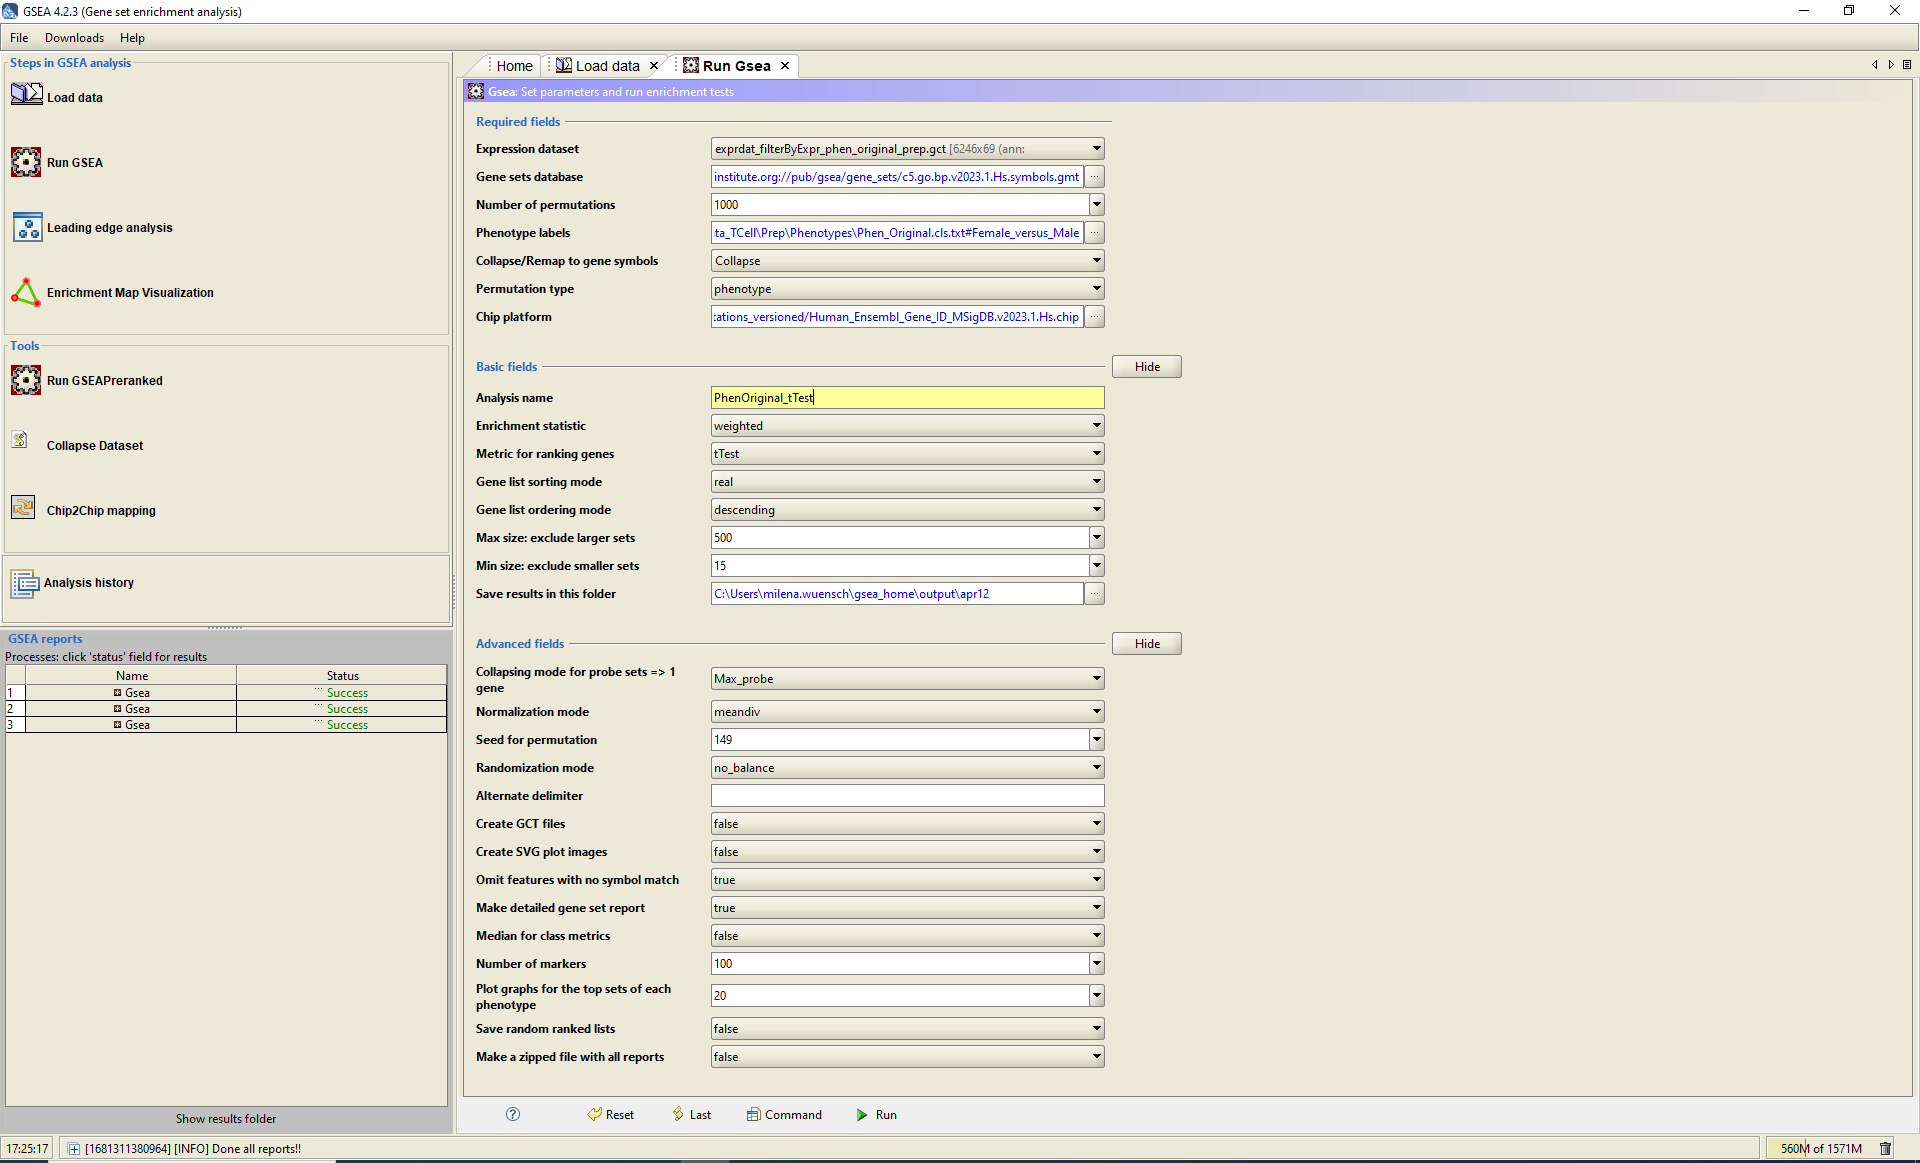 GSEA 4.2.3 (Gene set enrichment analysis)
File Downloads Help
Steps in GSEA analysis
Load data
Run GSEA
Leading edge analysis
Enrichment Map Visualization
Tools
Run GSEAPreranked
Collapse Dataset
Chip2Chip mapping
Analysis history
GSEA reports
Processes: click 'status' field for results
Name Status
1 Gsea Success
2 Gsea Success
3 Gsea Success
Show results folder
Home Load data Run Gsea
Gsea: Set parameters and run enrichment tests
Required fields
Expression dataset exprdat_filterByExpr_phen_original_prep.gct [6246x69 (ann:
Gene sets database institute.org://pub/gsea/gene_sets/c5.go.bp.v2023.1.Hs.symbols.gmt ...
Number of permutations 1000
Phenotype labels ta_TCell\Prep\Phenotypes\Phen_Original.cls.txt#Female_versus_Male ...
Collapse/Remap to gene symbols Collapse
Permutation type phenotype
Chip platform tations_versioned/Human_Ensembl_Gene_ID_MSigDB.v2023.1.Hs.chip ...
Basic fields Hide
Analysis name PhenOriginal_tTest
Enrichment statistic weighted
Metric for ranking genes tTest
Gene list sorting mode real
Gene list ordering mode descending
Max size: exclude larger sets 500
Min size: exclude smaller sets 15
Save results in this folder C:\Users\milena.wuensch\gsea_home\output\apr12 ...
Advanced fields Hide
Collapsing mode for probe sets => 1
gene Max_probe
Normalization mode meandiv
Seed for permutation 149
Randomization mode no_balance
Alternate delimiter
Create GCT files false
Create SVG plot images false
Omit features with no symbol match true
Make detailed gene set report true
Median for class metrics false
Number of markers 100
Plot graphs for the top sets of each
phenotype 20
Save random ranked lists false
Make a zipped file with all reports false
? Reset Last Command Run
17:25:17 [1681311380964] [INFO] Done all reports!! 560M of 1571M